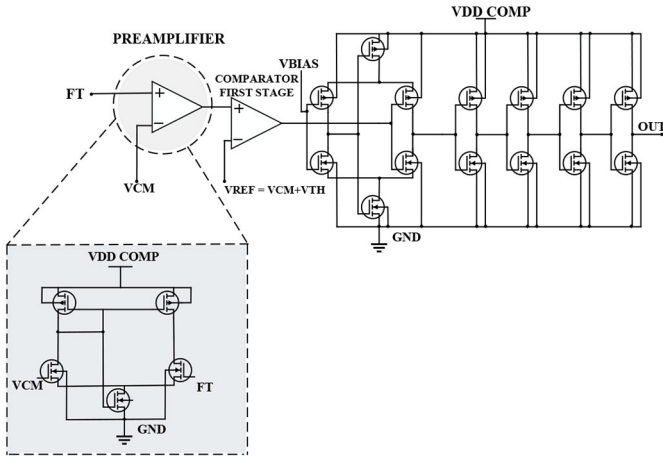 VDD COMP
PREAMPLIFIER
VBIAS
COMPARATOR
FIRST STAGE
FT
+
−
+
−
OUT
VCM
VREF = VCM+VTH
GND
VDD COMP
VCM
FT
GND